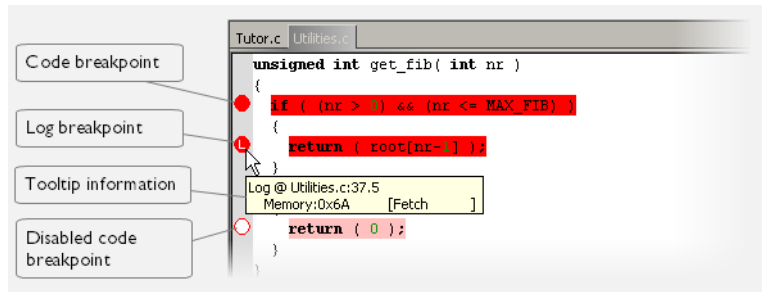 Tutor.c Utilities.c
Code breakpoint
unsigned int get_fib( int nr )
{
if ( (nr > 0) && (nr <= MAX_FIB) )
Log breakpoint
{
L
return ( root[nr-1] );
}
Tooltip information
Log @ Utilities.c:37.5
Memory:0x6A [Fetch ]
Disabled code
breakpoint
return ( 0 );
}
}